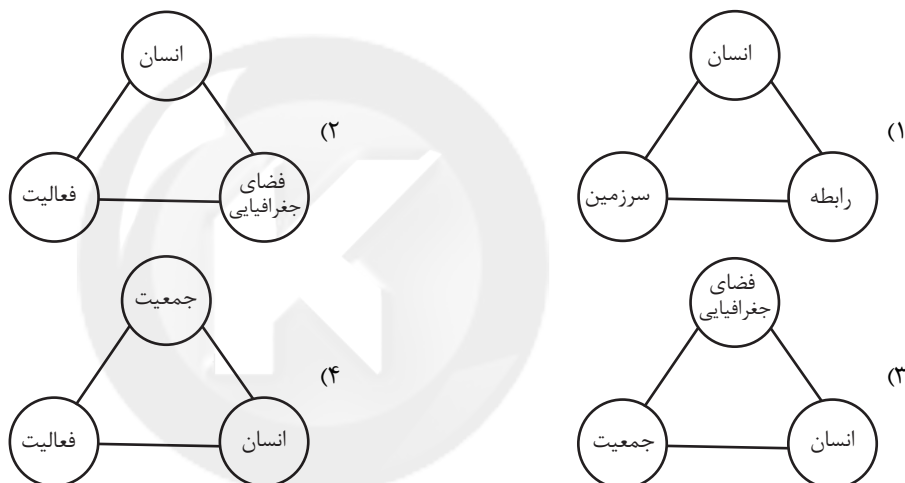 ۱)
انسان
سرزمین
رابطه
۲)
انسان
فعالیت
فضای
جغرافیایی
۳)
فضای
جغرافیایی
جمعیت
انسان
۴)
جمعیت
فعالیت
انسان